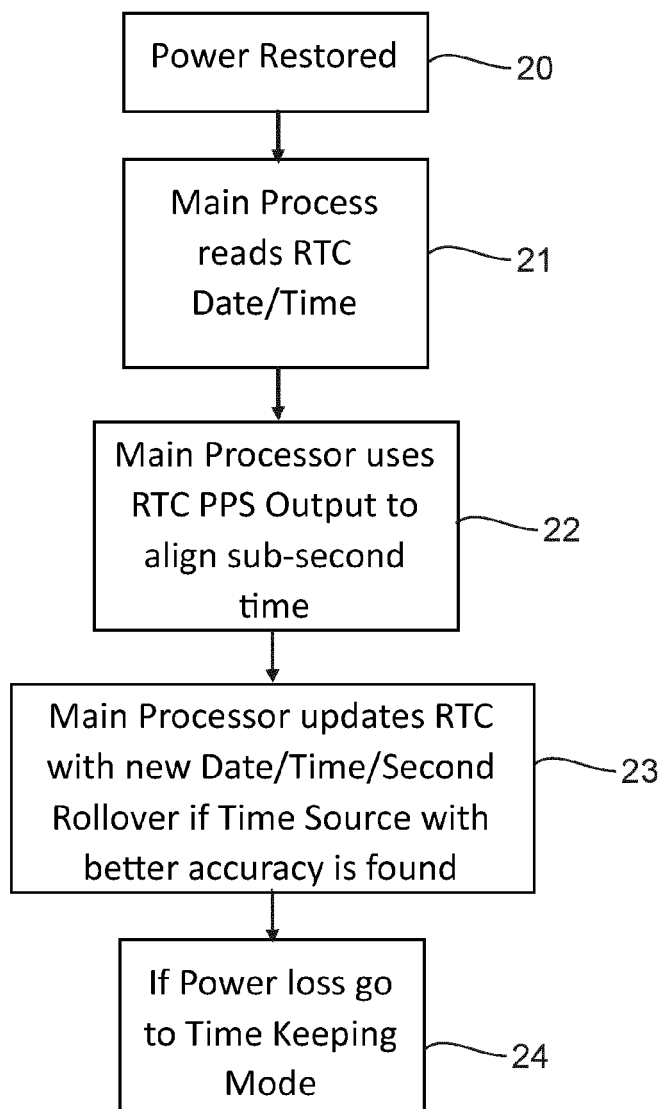 Power Restored
20
Main Process
reads RTC
Date/Time
21
Main Processor uses
RTC PPS Output to
align sub-second
time
22
Main Processor updates RTC
with new Date/Time/Second
Rollover if Time Source with
better accuracy is found
23
If Power loss go
to Time Keeping
Mode
24